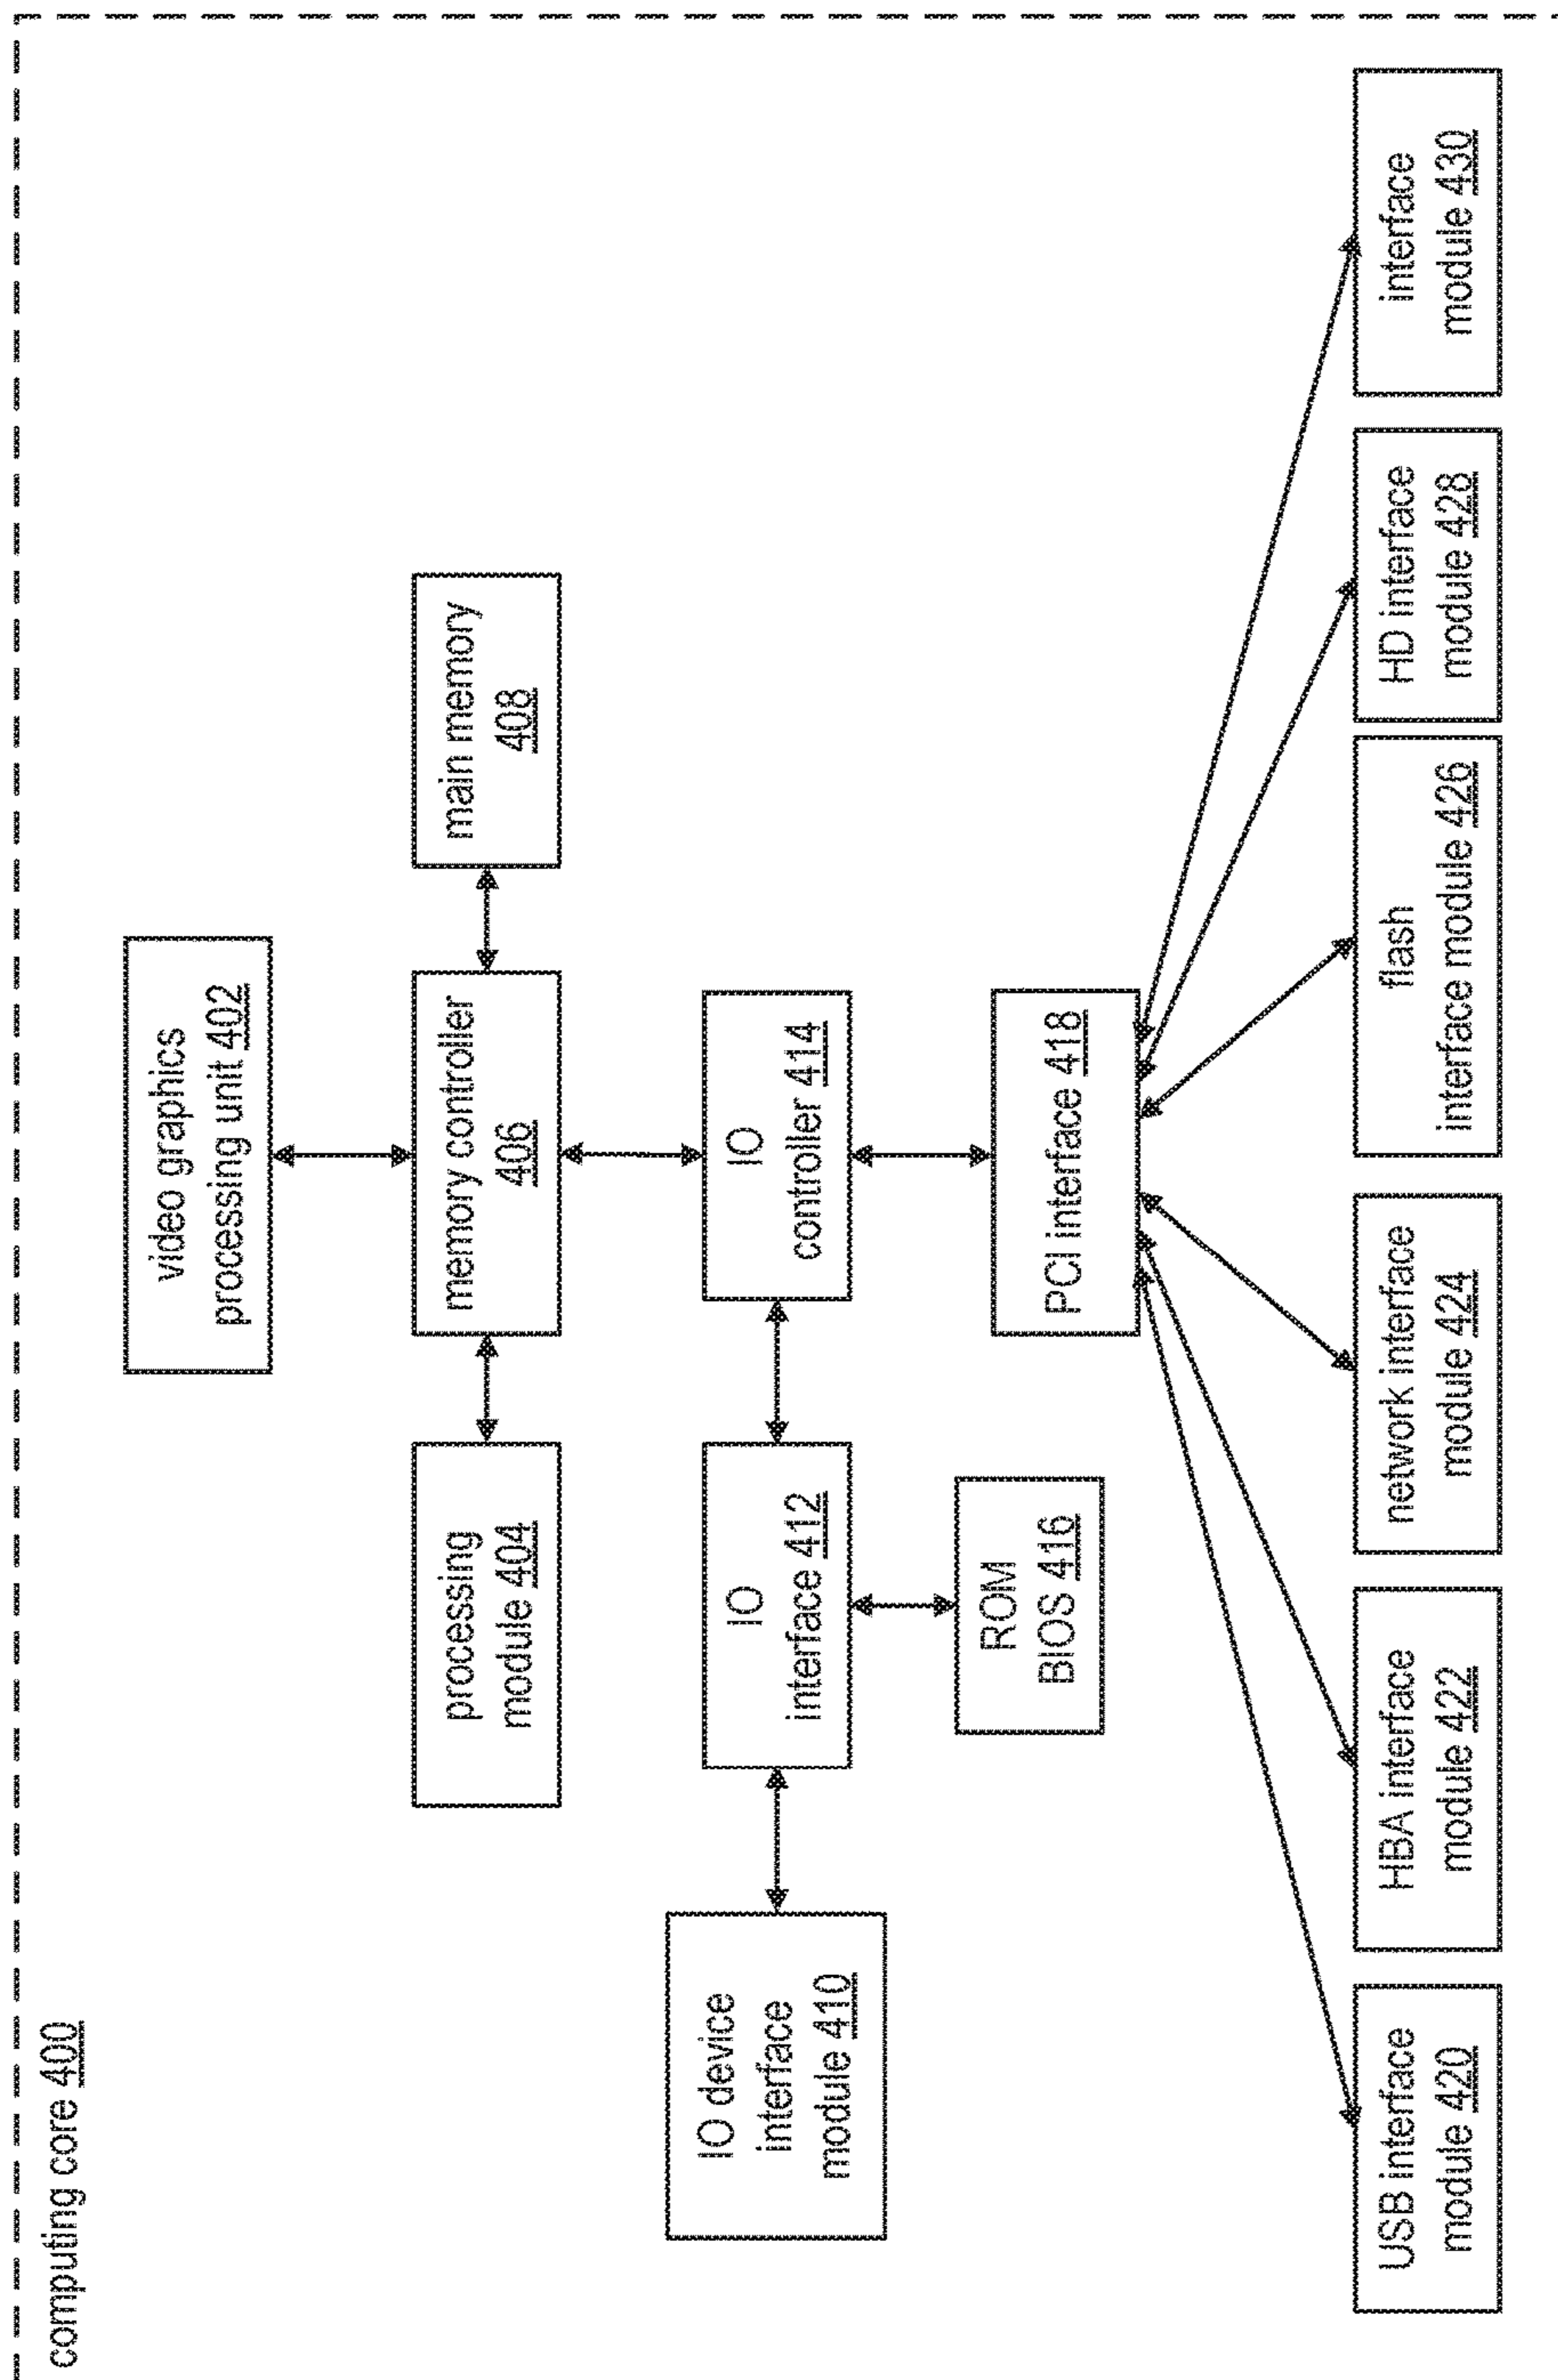 computing core 400
video graphics
processing unit 402
processing
module 404
memory controller
406
main memory
408
IO device
interface
module 410
IO
interface 412
IO
controller 414
ROM
BIOS 416
PCI interface 418
USB interface
module 420
HBA interface
module 422
network interface
module 424
flash
interface module 426
HD interface
module 428
interface
module 430